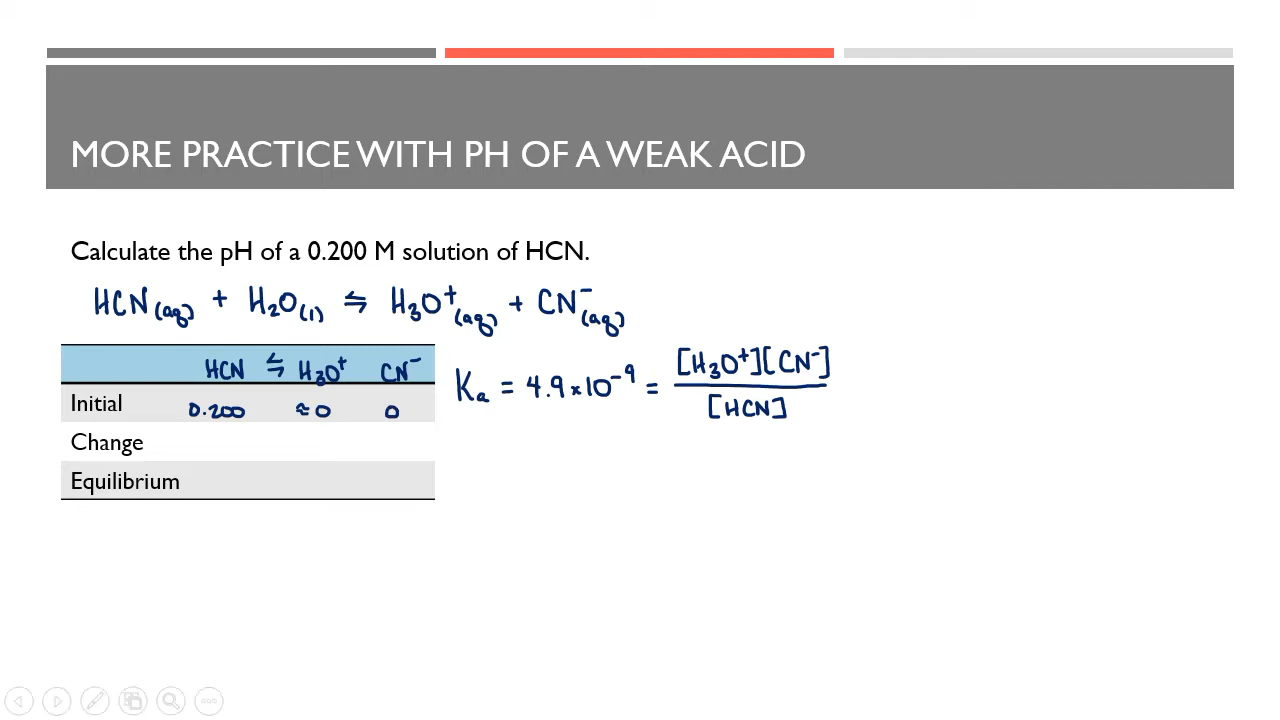 MORE PRACTICE WITH PH OF A WEAK ACID
Calculate the pH of a 0.200 M solution of HCN.
HCN(aq) + H₂O(l) ⇋ H₃O⁺(aq) + CN⁻(aq)
HCN ⇋ H₃O⁺ CN⁻
Initial 0.200 ≈0 0
Change
Equilibrium
Kₐ = 4.9×10⁻⁹ = [H₃O⁺][CN⁻] / [HCN]